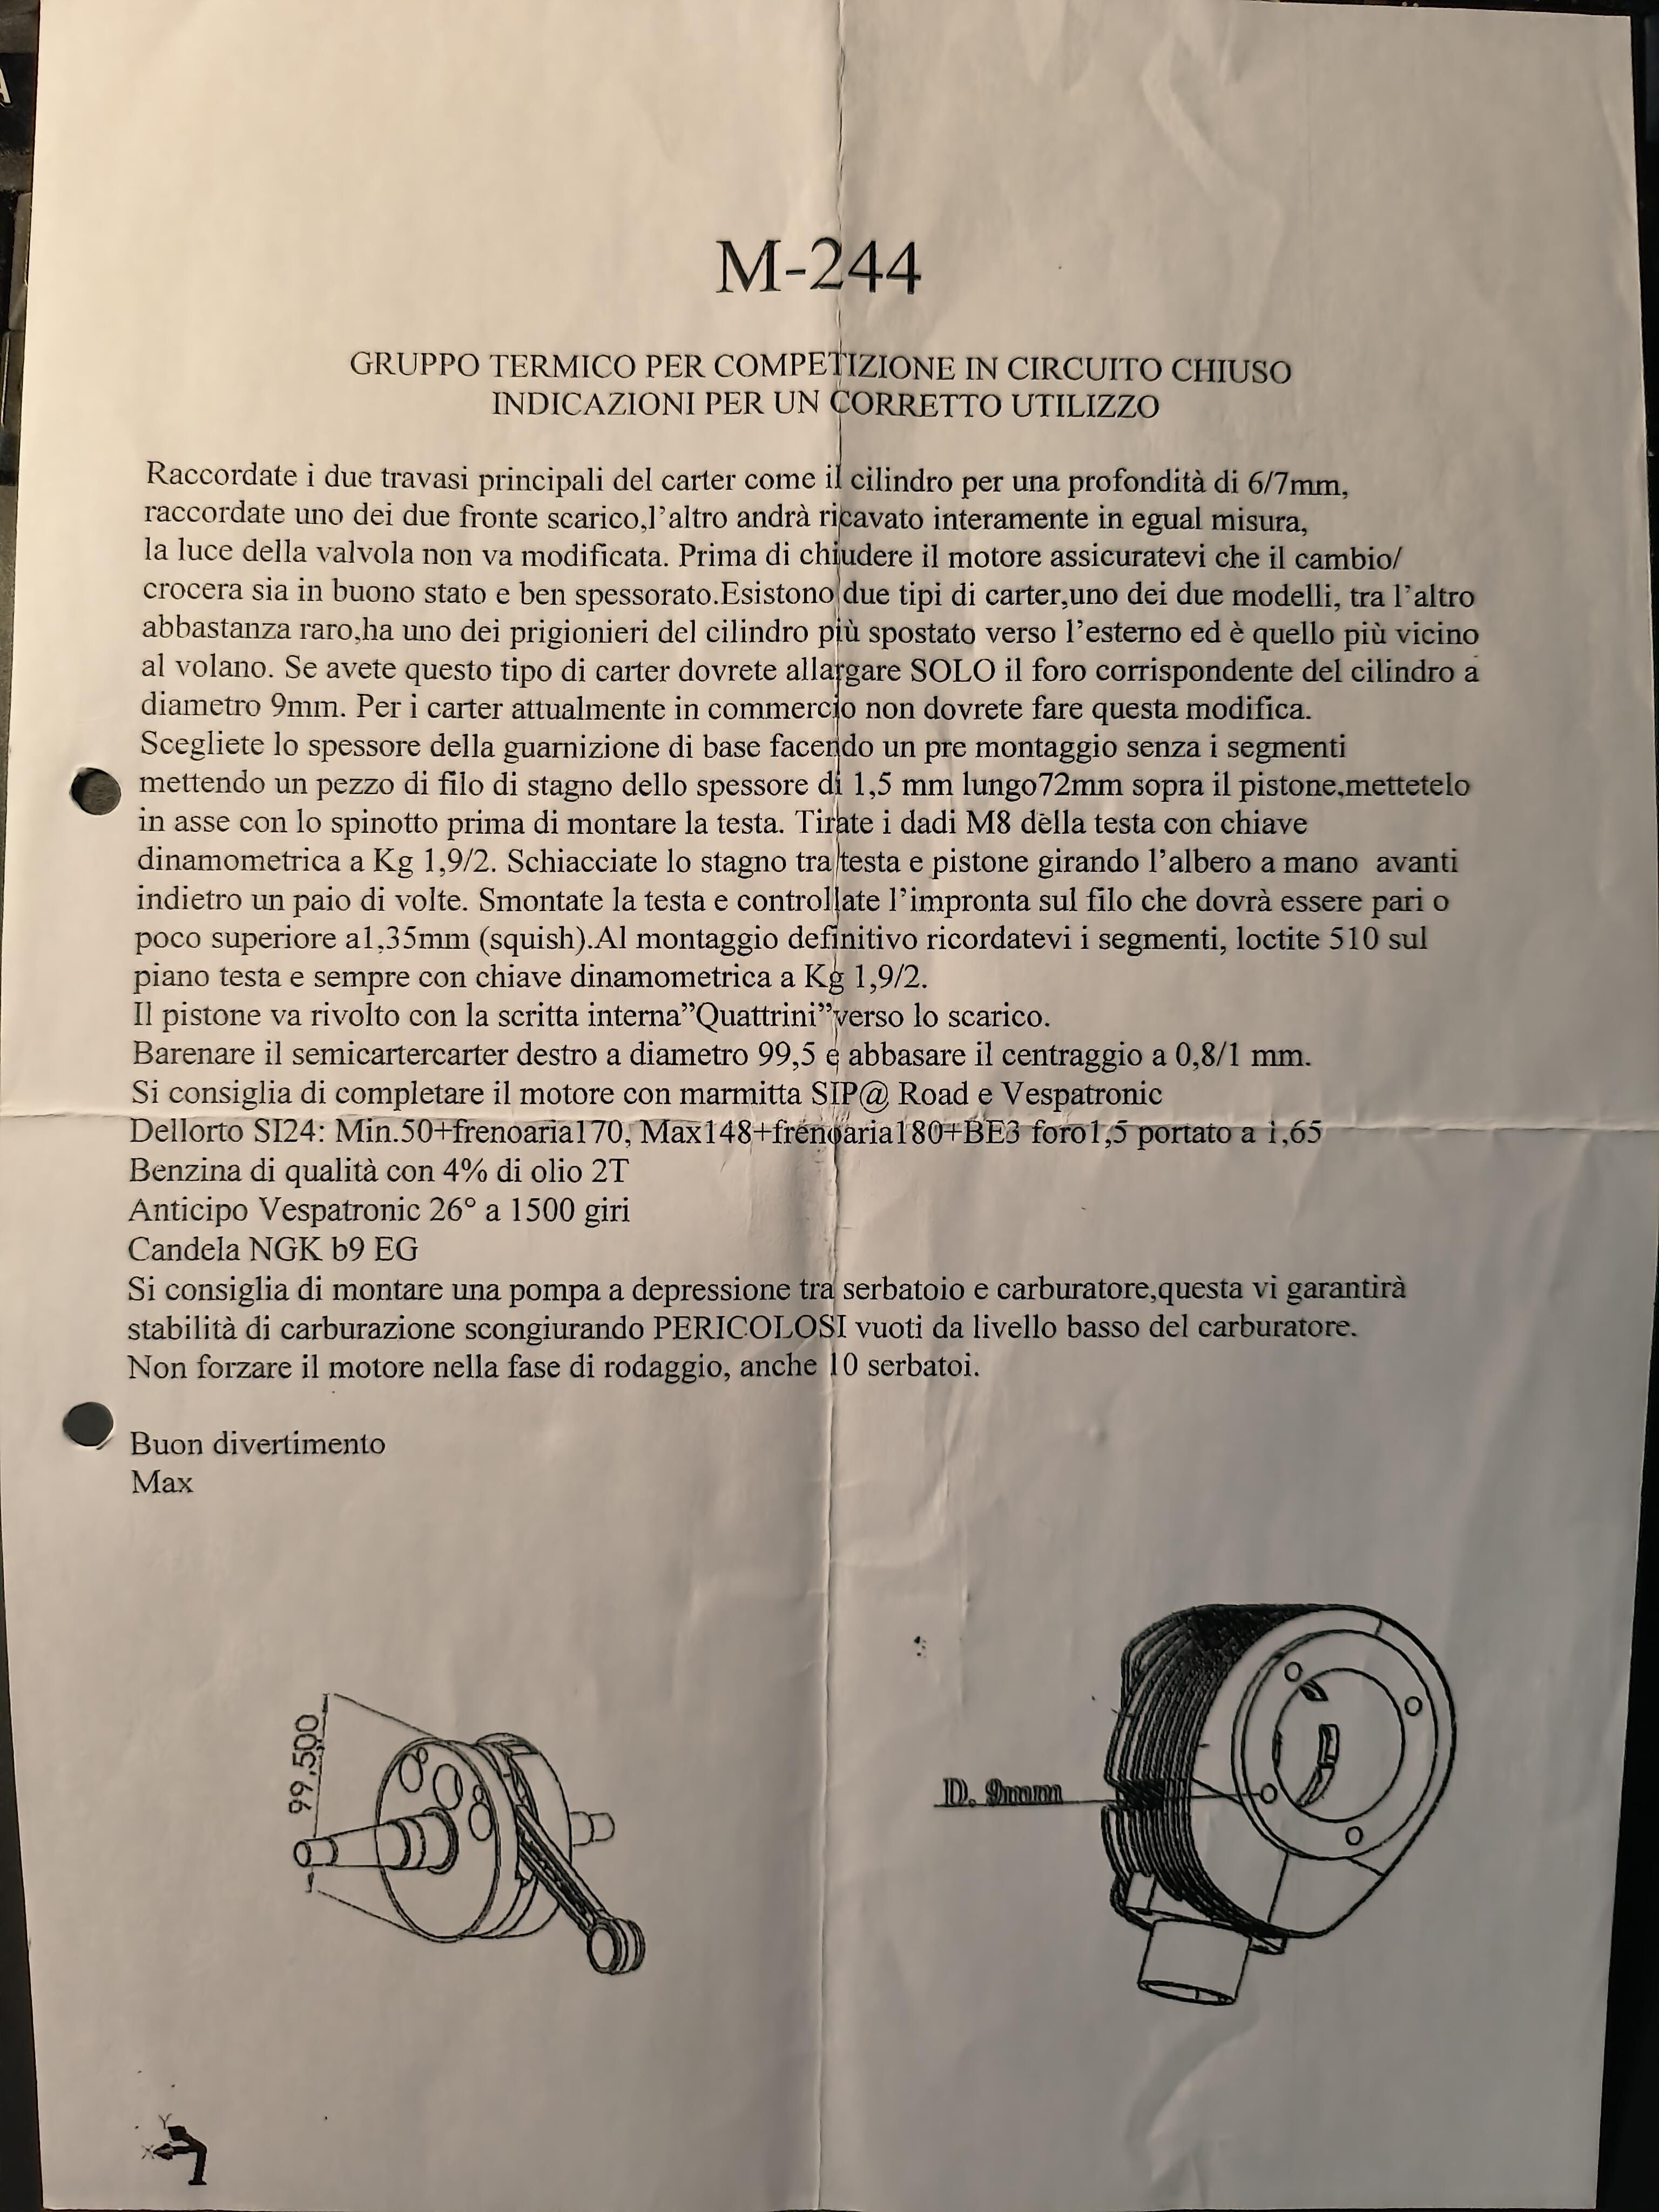 M-244
GRUPPO TERMICO PER COMPETIZIONE IN CIRCUITO CHIUSO
INDICAZIONI PER UN CORRETTO UTILIZZO
Raccordate i due travasi principali del carter come il cilindro per una profondità di 6/7mm,
raccordate uno dei due fronte scarico,l'altro andrà ricavato interamente in egual misura,
la luce della valvola non va modificata. Prima di chiudere il motore assicuratevi che il cambio/
crocera sia in buono stato e ben spessorato.Esistono due tipi di carter,uno dei due modelli, tra l'altro
abbastanza raro,ha uno dei prigionieri del cilindro più spostato verso l'esterno ed è quello più vicino
al volano. Se avete questo tipo di carter dovrete allargare SOLO il foro corrispondente del cilindro a
diametro 9mm. Per i carter attualmente in commercio non dovrete fare questa modifica.
Scegliete lo spessore della guarnizione di base facendo un pre montaggio senza i segmenti
mettendo un pezzo di filo di stagno dello spessore di 1,5 mm lungo72mm sopra il pistone,mettetelo
in asse con lo spinotto prima di montare la testa. Tirate i dadi M8 della testa con chiave
dinamometrica a Kg 1,9/2. Schiacciate lo stagno tra testa e pistone girando l'albero a mano  avanti
indietro un paio di volte. Smontate la testa e controllate l'impronta sul filo che dovrà essere pari o
poco superiore a1,35mm (squish).Al montaggio definitivo ricordatevi i segmenti, loctite 510 sul
piano testa e sempre con chiave dinamometrica a Kg 1,9/2.
Il pistone va rivolto con la scritta interna"Quattrini"verso lo scarico.
Barenare il semicartercarter destro a diametro 99,5 e abbasare il centraggio a 0,8/1 mm.
Si consiglia di completare il motore con marmitta SIP@ Road e Vespatronic
Dellorto SI24: Min.50+frenoaria170, Max148+frenoaria180+BE3 foro1,5 portato a 1,65
Benzina di qualità con 4% di olio 2T
Anticipo Vespatronic 26° a 1500 giri
Candela NGK b9 EG
Si consiglia di montare una pompa a depressione tra serbatoio e carburatore,questa vi garantirà
stabilità di carburazione scongiurando PERICOLOSI vuoti da livello basso del carburatore.
Non forzare il motore nella fase di rodaggio, anche 10 serbatoi.
Buon divertimento
Max
99,500
D. 9mm
Y
X